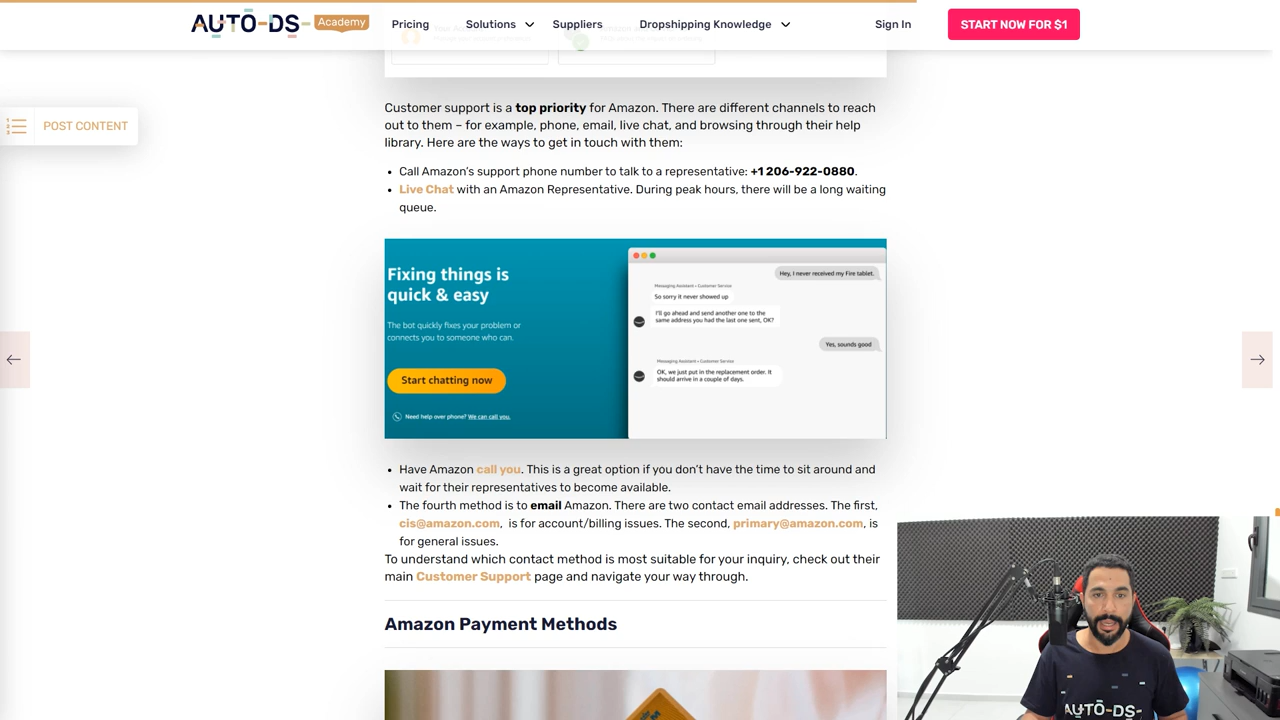 AUTO-DS-
Academy
Pricing
Solutions
Suppliers
Dropshipping Knowledge
Sign In
START NOW FOR $1
POST CONTENT
Customer support is a top priority for Amazon. There are different channels to reach
out to them – for example, phone, email, live chat, and browsing through their help
library. Here are the ways to get in touch with them:
• Call Amazon's support phone number to talk to a representative: +1 206-922-0880.
• Live Chat with an Amazon Representative. During peak hours, there will be a long waiting
queue.
Fixing things is
quick & easy
The bot quickly fixes your problem or
connects you to someone who can.
Start chatting now
Need help over phone? We can call you.
Hey, I never received my Fire tablet.
Messaging Assistant • Customer Service
So sorry it never showed up
I'll go ahead and send another one to the
same address you had the last one sent, OK?
Yes, sounds good
Messaging Assistant • Customer Service
OK, we just put in the replacement order. It
should arrive in a couple of days.
• Have Amazon call you. This is a great option if you don't have the time to sit around and
wait for their representatives to become available.
• The fourth method is to email Amazon. There are two contact email addresses. The first,
cis@amazon.com, is for account/billing issues. The second, primary@amazon.com, is
for general issues.
To understand which contact method is most suitable for your inquiry, check out their
main Customer Support page and navigate your way through.
Amazon Payment Methods
AUTO-DS-